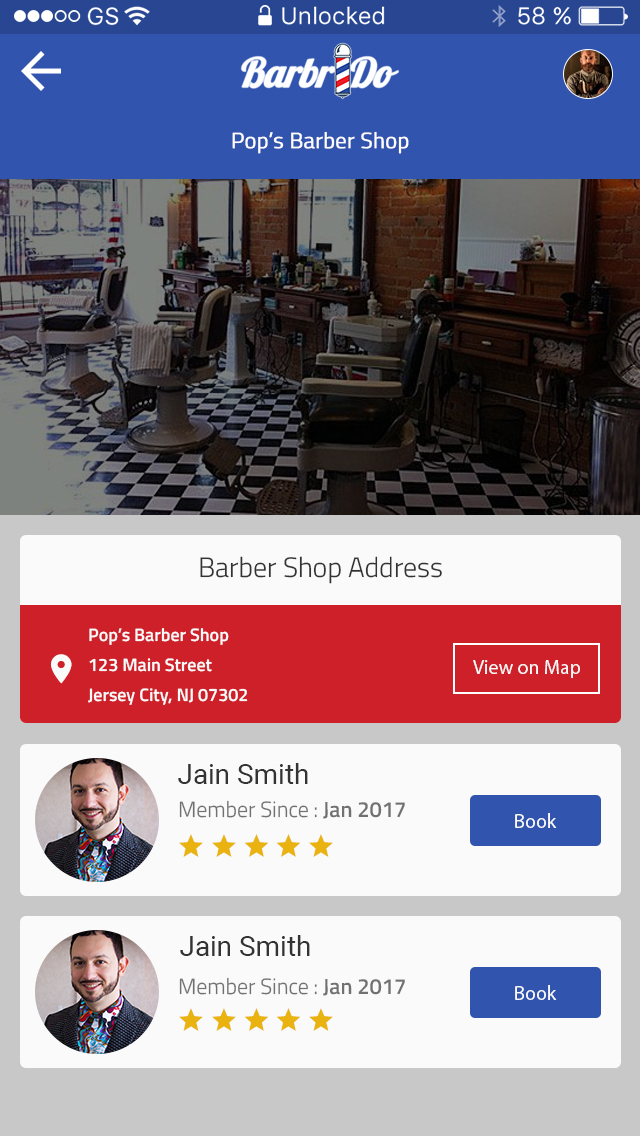 GS Unlocked 58 %
BarbrDo
Pop's Barber Shop
Barber Shop Address
Pop's Barber Shop
123 Main Street
Jersey City, NJ 07302
View on Map
Jain Smith
Member Since : Jan 2017
Book
Jain Smith
Member Since : Jan 2017
Book